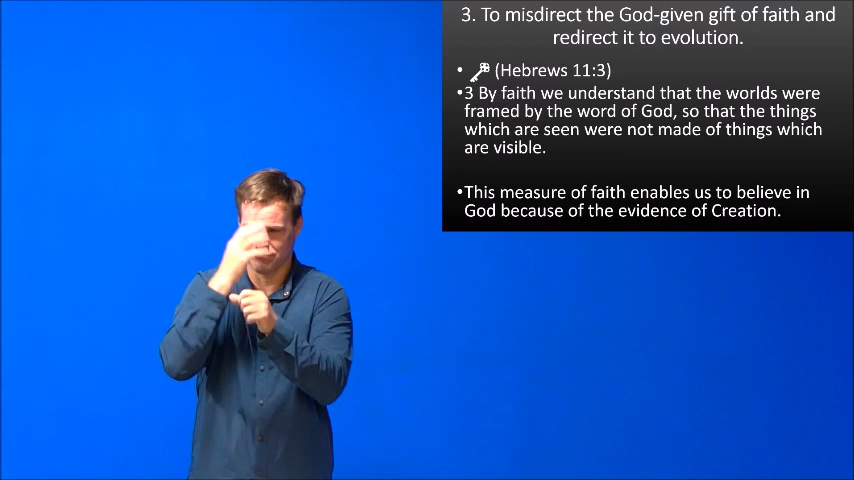 3. To misdirect the God-given gift of faith and
redirect it to evolution.
• (Hebrews 11:3)
•3 By faith we understand that the worlds were
framed by the word of God, so that the things
which are seen were not made of things which
are visible.
•This measure of faith enables us to believe in
God because of the evidence of Creation.